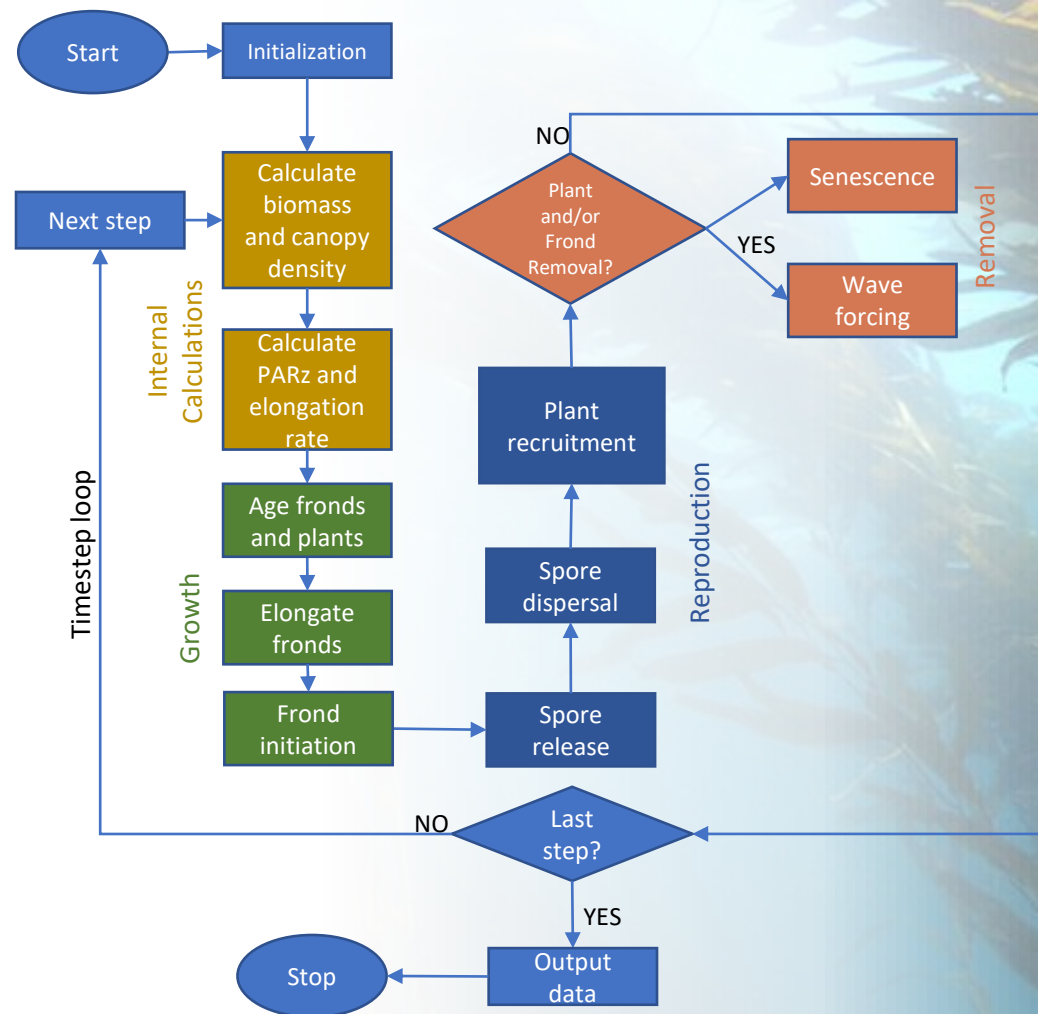 Start
Initialization
Calculate
biomass
and canopy
density
Next step
Internal
Calculations
Calculate
PARz and
elongation
rate
Timestep loop
Age fronds
and plants
Growth
Elongate
fronds
Frond
initiation
Spore
release
Spore
dispersal
Reproduction
Plant
recruitment
NO
Plant
and/or
Frond
Removal?
YES
Senescence
Removal
Wave
forcing
NO
Last
step?
YES
Output
data
Stop